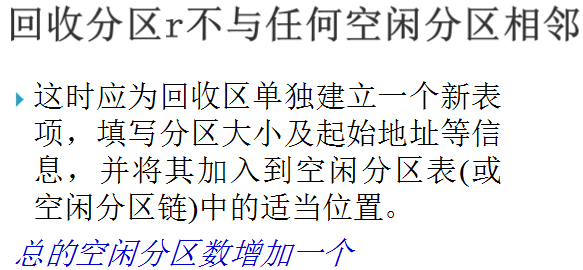 回收分区r不与任何空闲分区相邻
这时应为回收区单独建立一个新表
项，填写分区大小及起始地址等信
息，并将其加入到空闲分区表(或
空闲分区链)中的适当位置。
总的空闲分区数增加一个